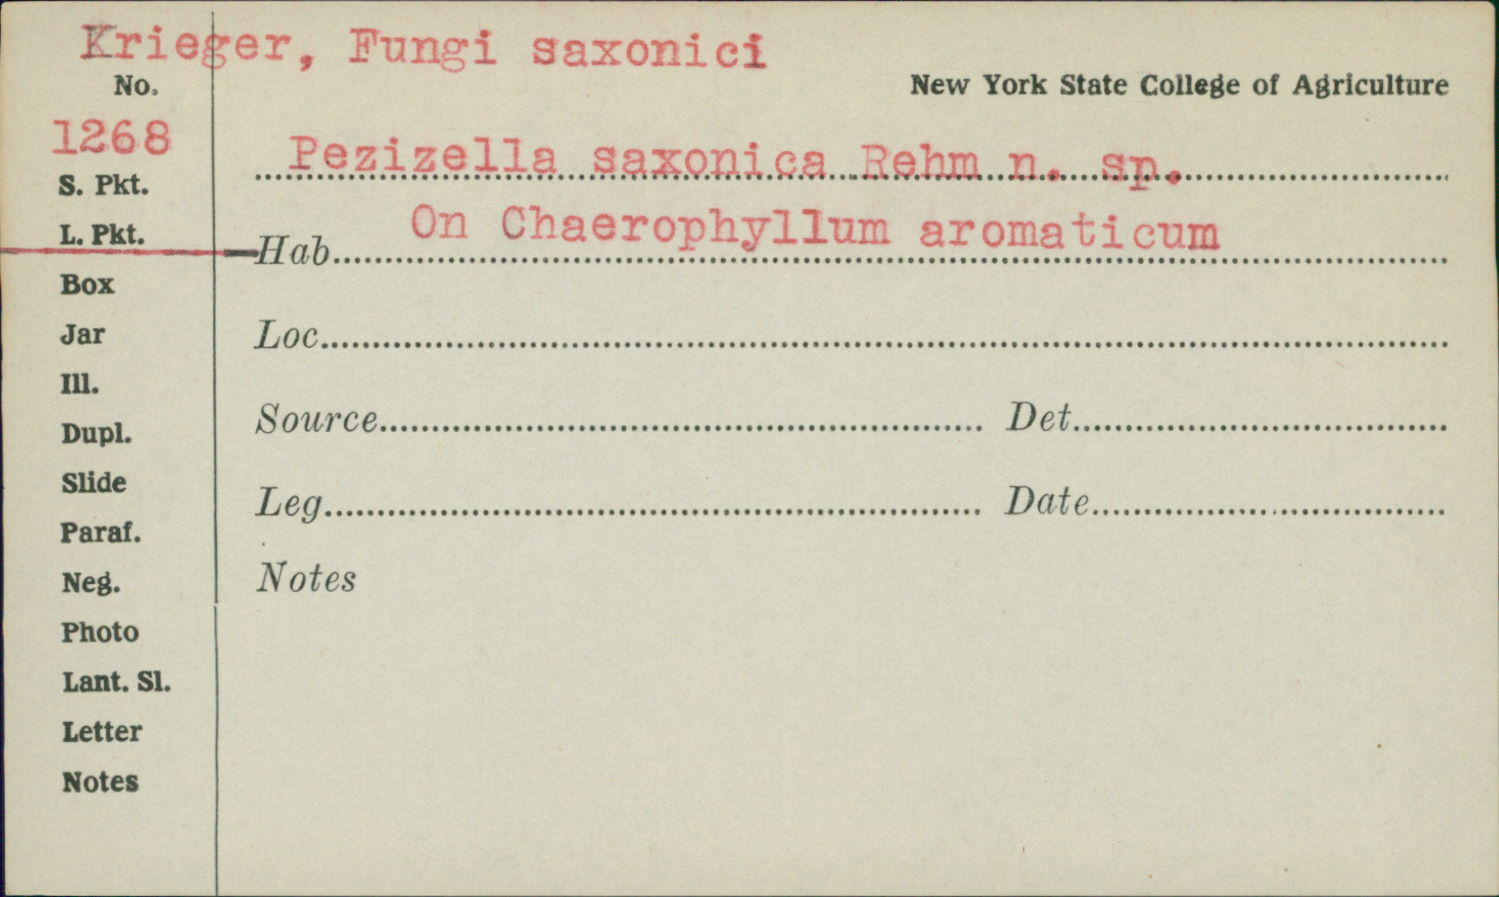 Krieger, Fungi saxonici
No.
New York State College of Agriculture
1268
Pezizella saxonica Rehm n. sp.
S. Pkt.
On Chaerophyllum aromaticum
L. Pkt.
Hab
Box
Jar
Loc
Ill.
Dupl.
Source Det
Slide
Leg Date
Paraf.
Neg.
Notes
Photo
Lant. Sl.
Letter
Notes